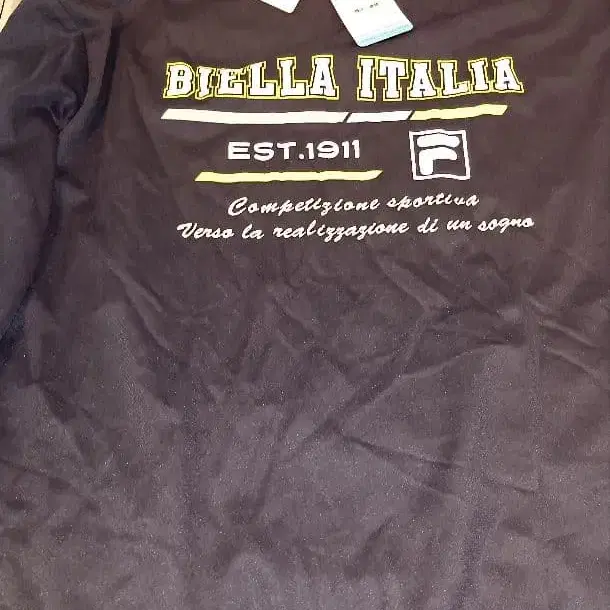 BIELLA ITALIA
EST.1911 F
Competizione sportiva
Verso la realizzazione di un sogno